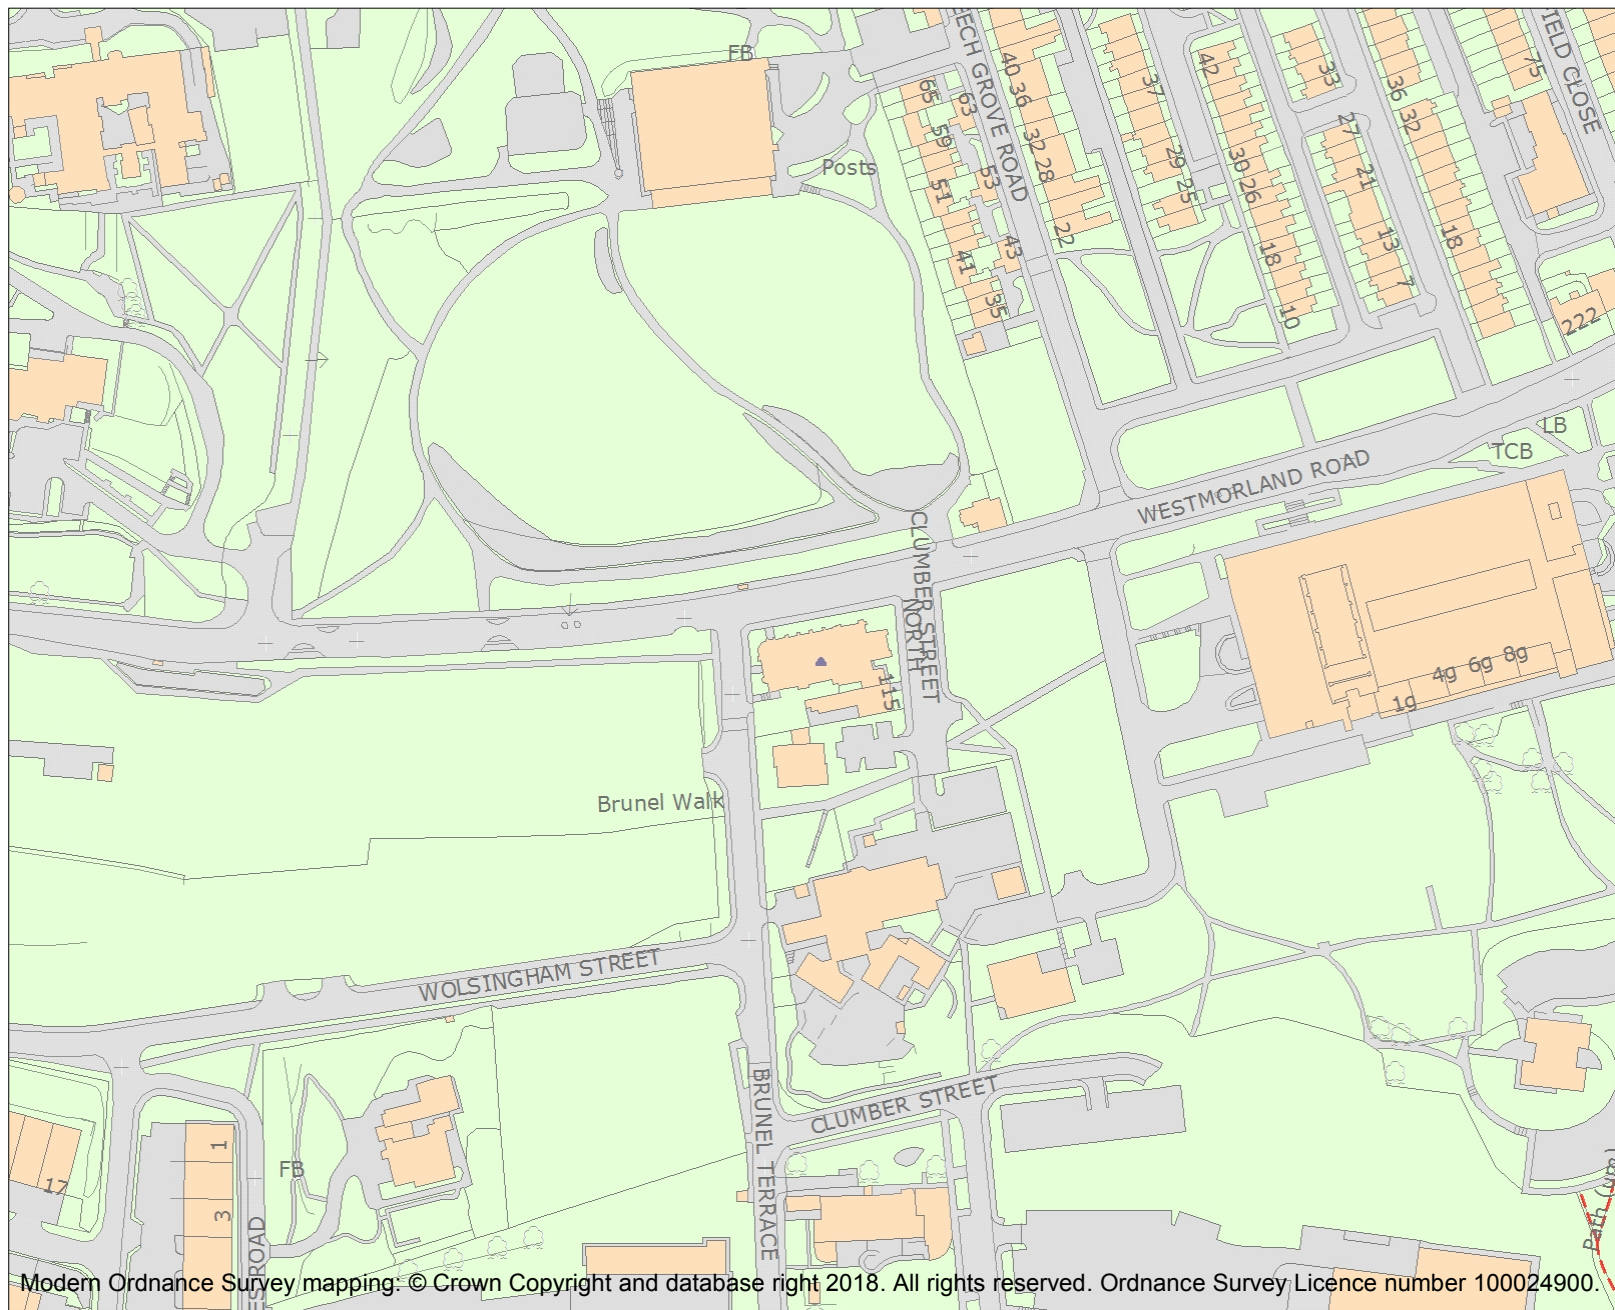 FB
EECH GROVE ROAD
40
36
32
28
22
65
63
59
53
51
43
41
35
37
29
25
42
30
26
18
10
33
27
21
13
7
36
32
18
75
FIELD CLOSE
222
Posts
LB
TCB
WESTMORLAND ROAD
CLUMBER STREET
NORTH
115
1g
4g
6g
8g
Brunel Walk
WOLSINGHAM STREET
CLUMBER STREET
BRUNEL TERRACE
FB
1
3
17
ROAD
Path (um)
Modern Ordnance Survey mapping: © Crown Copyright and database right 2018. All rights reserved. Ordnance Survey Licence number 100024900.